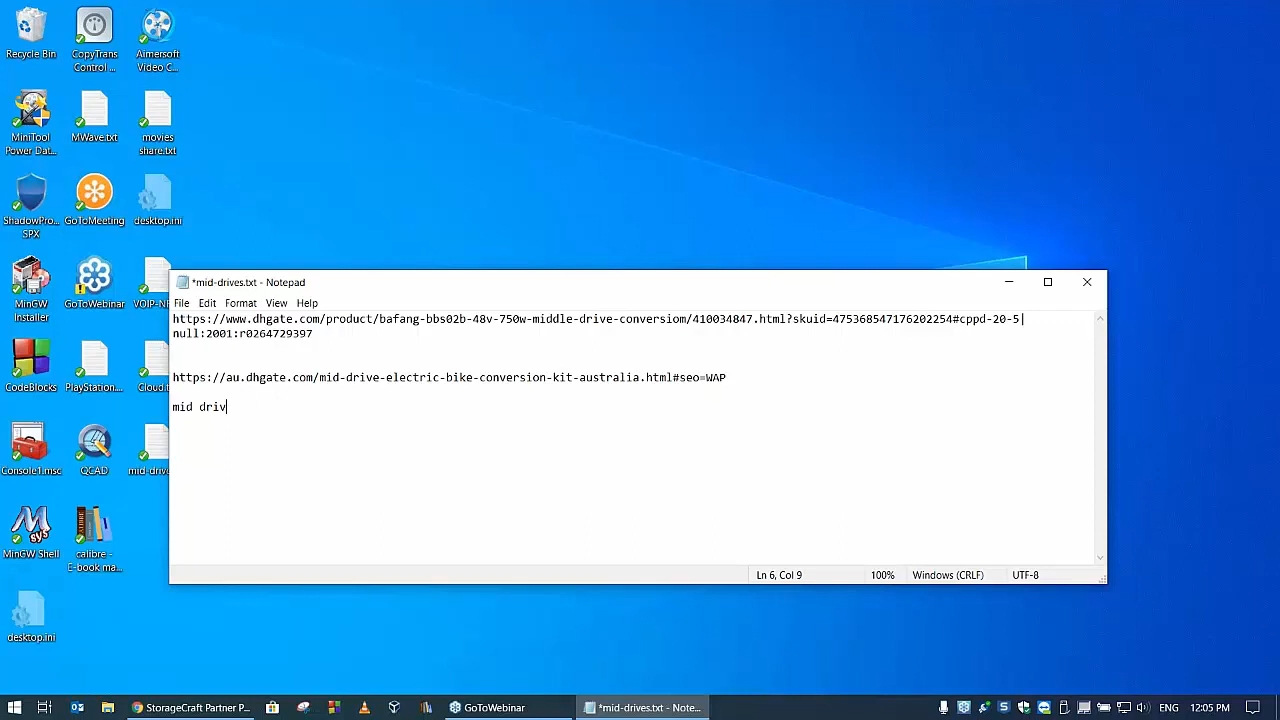 Recycle Bin
CopyTrans Control ...
Aimersoft Video C...
MiniTool Power Dat...
MWave.txt
movies share.txt
ShadowPro... SPX
GoToMeeting
desktop.ini
MinGW Installer
GoToWebinar
VOIP-N
CodeBlocks
PlayStation...
Cloud.t
Console1.msc
QCAD
mid-drive
MinGW Shell
calibre - E-book ma...
desktop.ini
*mid-drives.txt - Notepad
File Edit Format View Help
https://www.dhgate.com/product/bafang-bbs02b-48v-750w-middle-drive-conversiom/410034847.html?skuid=475368547176202254#cppd-20-5|
null:2001:r0264729397
https://au.dhgate.com/mid-drive-electric-bike-conversion-kit-australia.html#seo=WAP
mid driv
Ln 6, Col 9 100% Windows (CRLF) UTF-8
StorageCraft Partner P...
GoToWebinar
*mid-drives.txt - Note...
ENG
12:05 PM